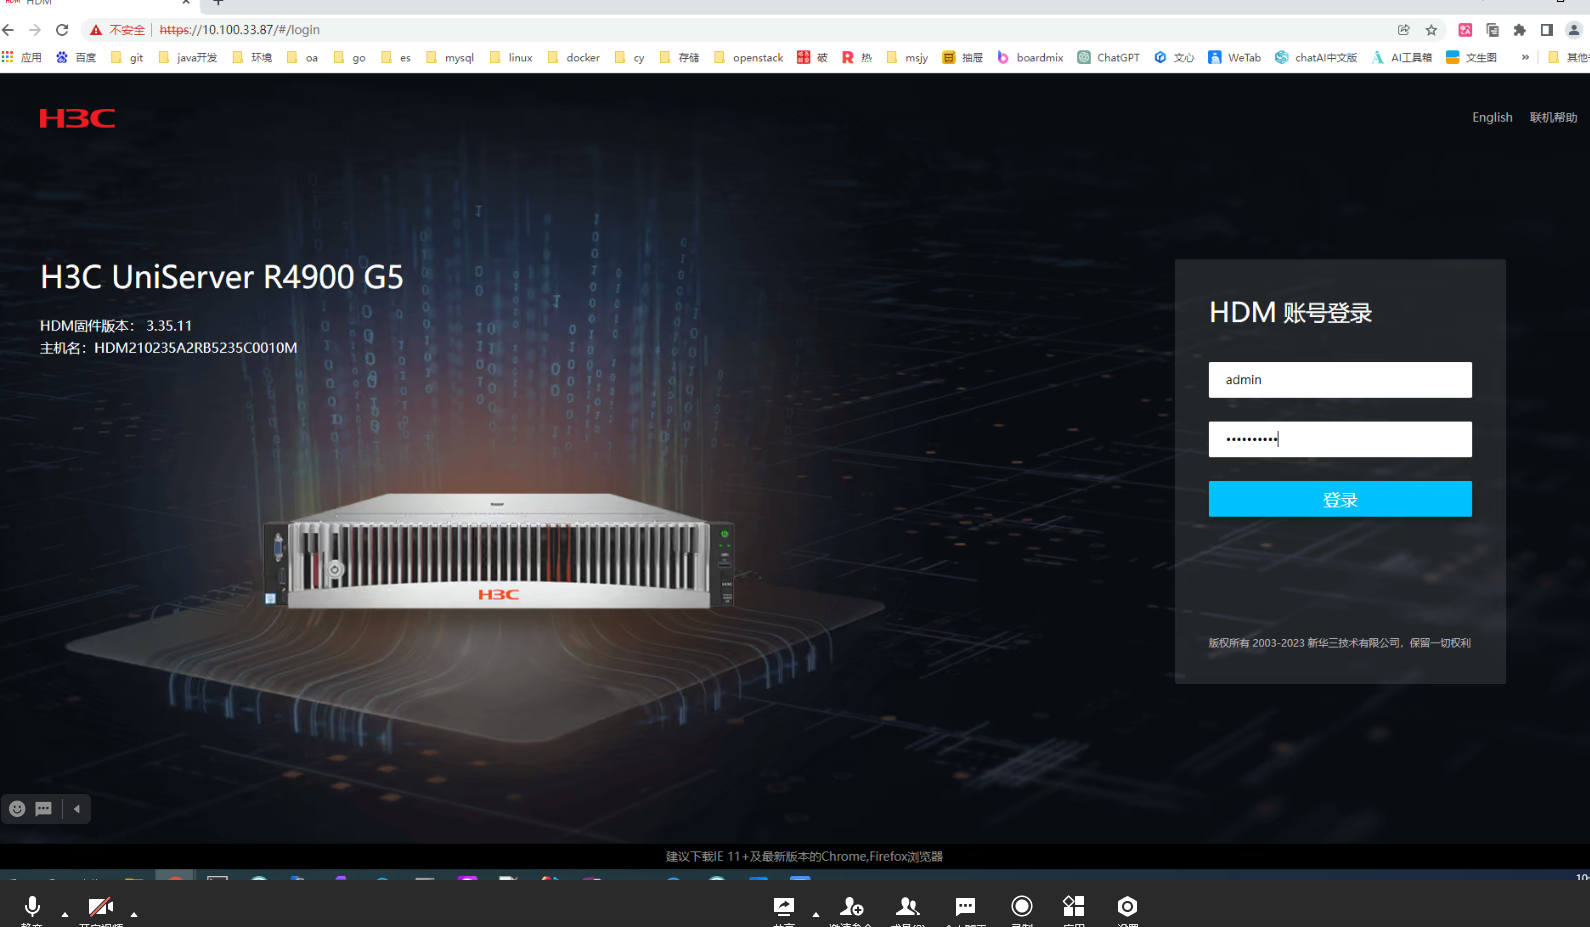 HDM
不安全 https://10.100.33.87/#/login
应用 百度 git java开发 环境 oa go es mysql linux docker cy 存储 openstack 破 热 msjy 抽屉 boardmix ChatGPT 文心 WeTab chatAI中文版 AI工具箱 文生图 »
H3C
English 联机帮助
H3C UniServer R4900 G5
HDM固件版本： 3.35.11
主机名：HDM210235A2RB5235C0010M
HDM 账号登录
admin
••••••••••
登录
H3C
版权所有 2003-2023 新华三技术有限公司，保留一切权利
建议下载IE 11+及最新版本的Chrome,Firefox浏览器